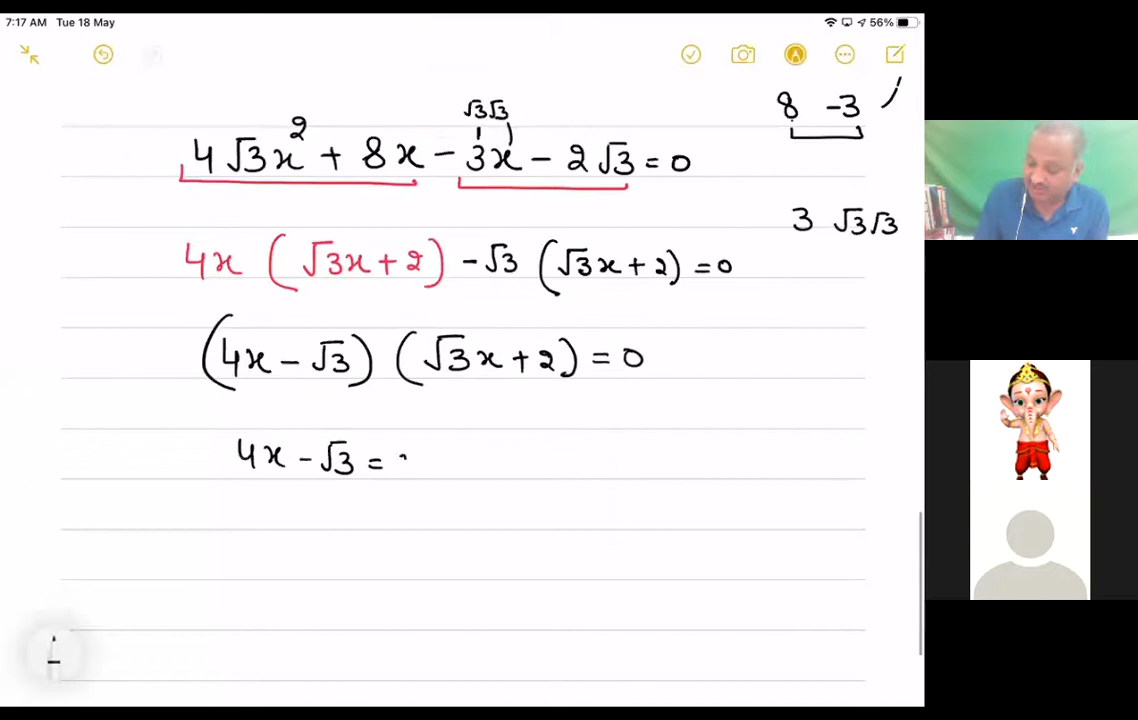 7:17 AM Tue 18 May
56%
8 -3
√3√3
4√3x² + 8x - 3x - 2√3 = 0
3 √3√3
4x (√3x + 2) - √3 (√3x + 2) = 0
(4x - √3) (√3x + 2) = 0
4x - √3 =